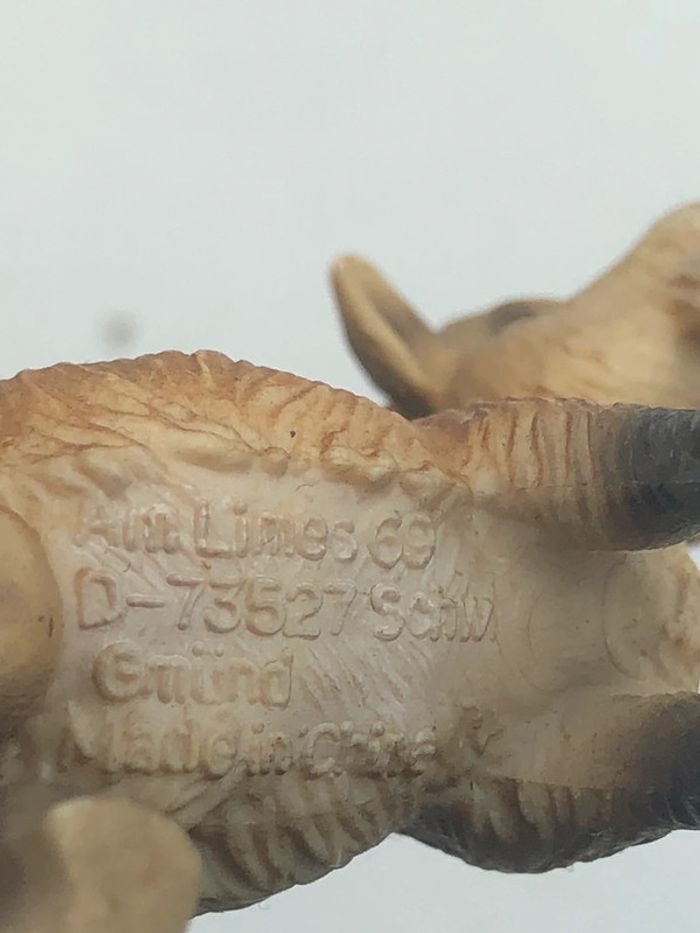 Am Limes 69
D-73527 Schw.
Gmünd
Made in China